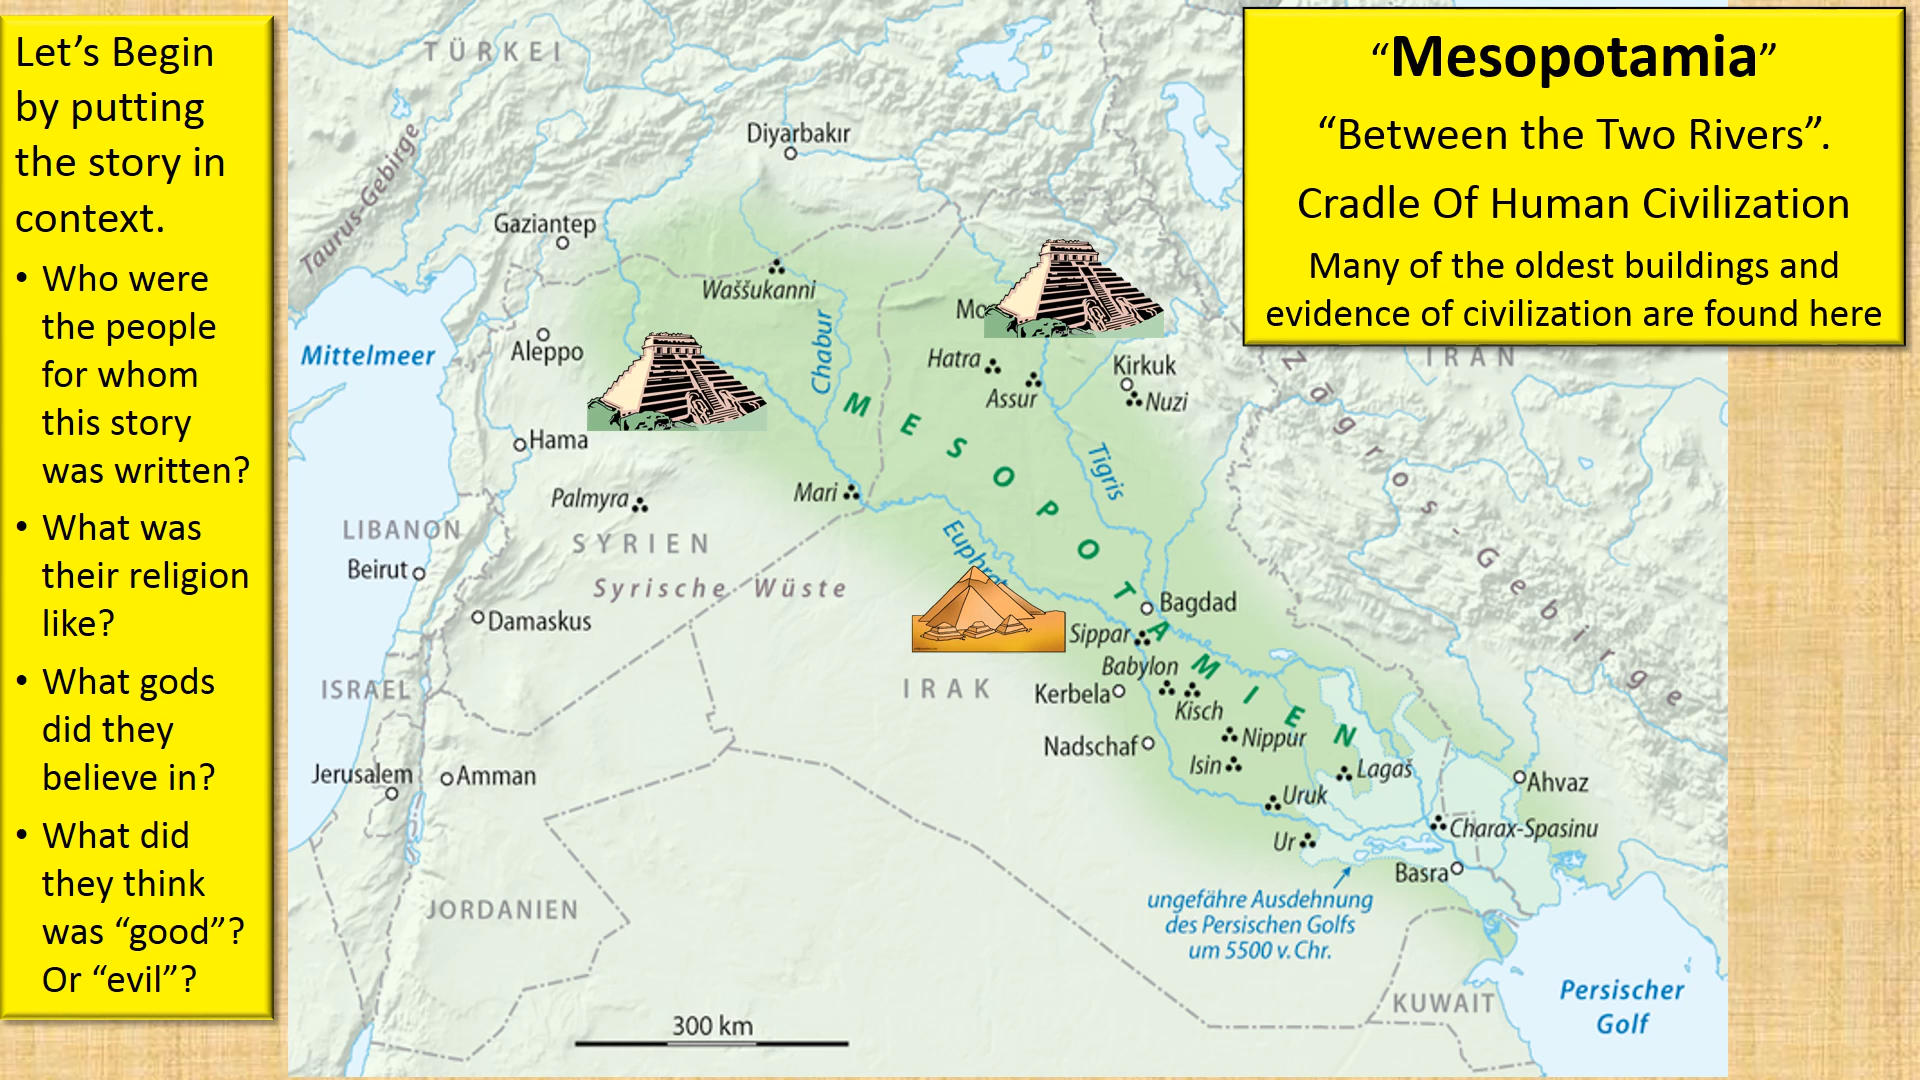 Let’s Begin
by putting
the story in
context.
• Who were
the people
for whom
this story
was written?
• What was
their religion
like?
• What gods
did they
believe in?
• What did
they think
was “good”?
Or “evil”?
“Mesopotamia”
“Between the Two Rivers”.
Cradle Of Human Civilization
Many of the oldest buildings and
evidence of civilization are found here
TÜRKEI
Diyarbakır
Taurus-Gebirge
Gaziantep
Waššukanni
Mittelmeer
Aleppo
Chabur
Hatra
Assur
Kirkuk
Nuzi
IRAN
Zagros-Gebirge
MESOPOTAMIEN
Hama
Palmyra
Mari
Tigris
LIBANON
SYRIEN
Beirut
Syrische Wüste
Damaskus
Bagdad
Sippar
Babylon
ISRAEL
IRAK
Kerbela
Kisch
Nadschaf
Nippur
Isin
Lagaš
Jerusalem
Amman
Ahvaz
Uruk
Charax-Spasinu
Ur
Basra
ungefähre Ausdehnung
des Persischen Golfs
um 5500 v. Chr.
JORDANIEN
KUWAIT
Persischer
Golf
300 km